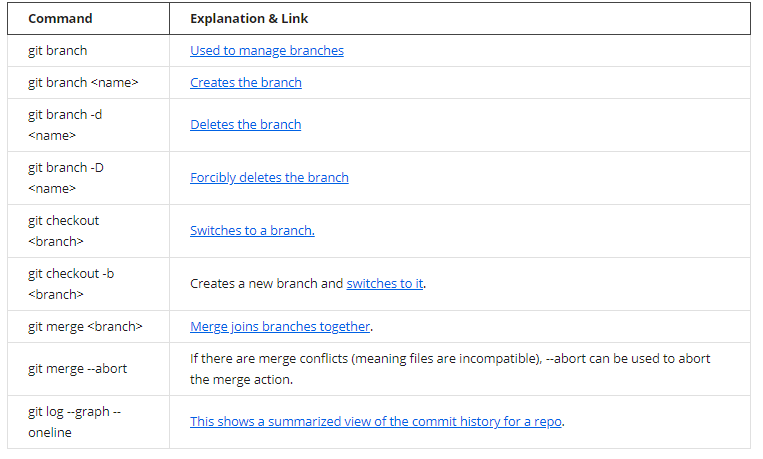 Command Explanation & Link
git branch Used to manage branches
git branch <name> Creates the branch
git branch -d
<name>
Deletes the branch
git branch -D
<name>
Forcibly deletes the branch
git checkout
<branch>
Switches to a branch.
git checkout -b
<branch>
Creates a new branch and switches to it.
git merge <branch> Merge joins branches together.
git merge --abort
If there are merge conflicts (meaning files are incompatible), --abort can be used to abort
the merge action.
git log --graph --
oneline
This shows a summarized view of the commit history for a repo.